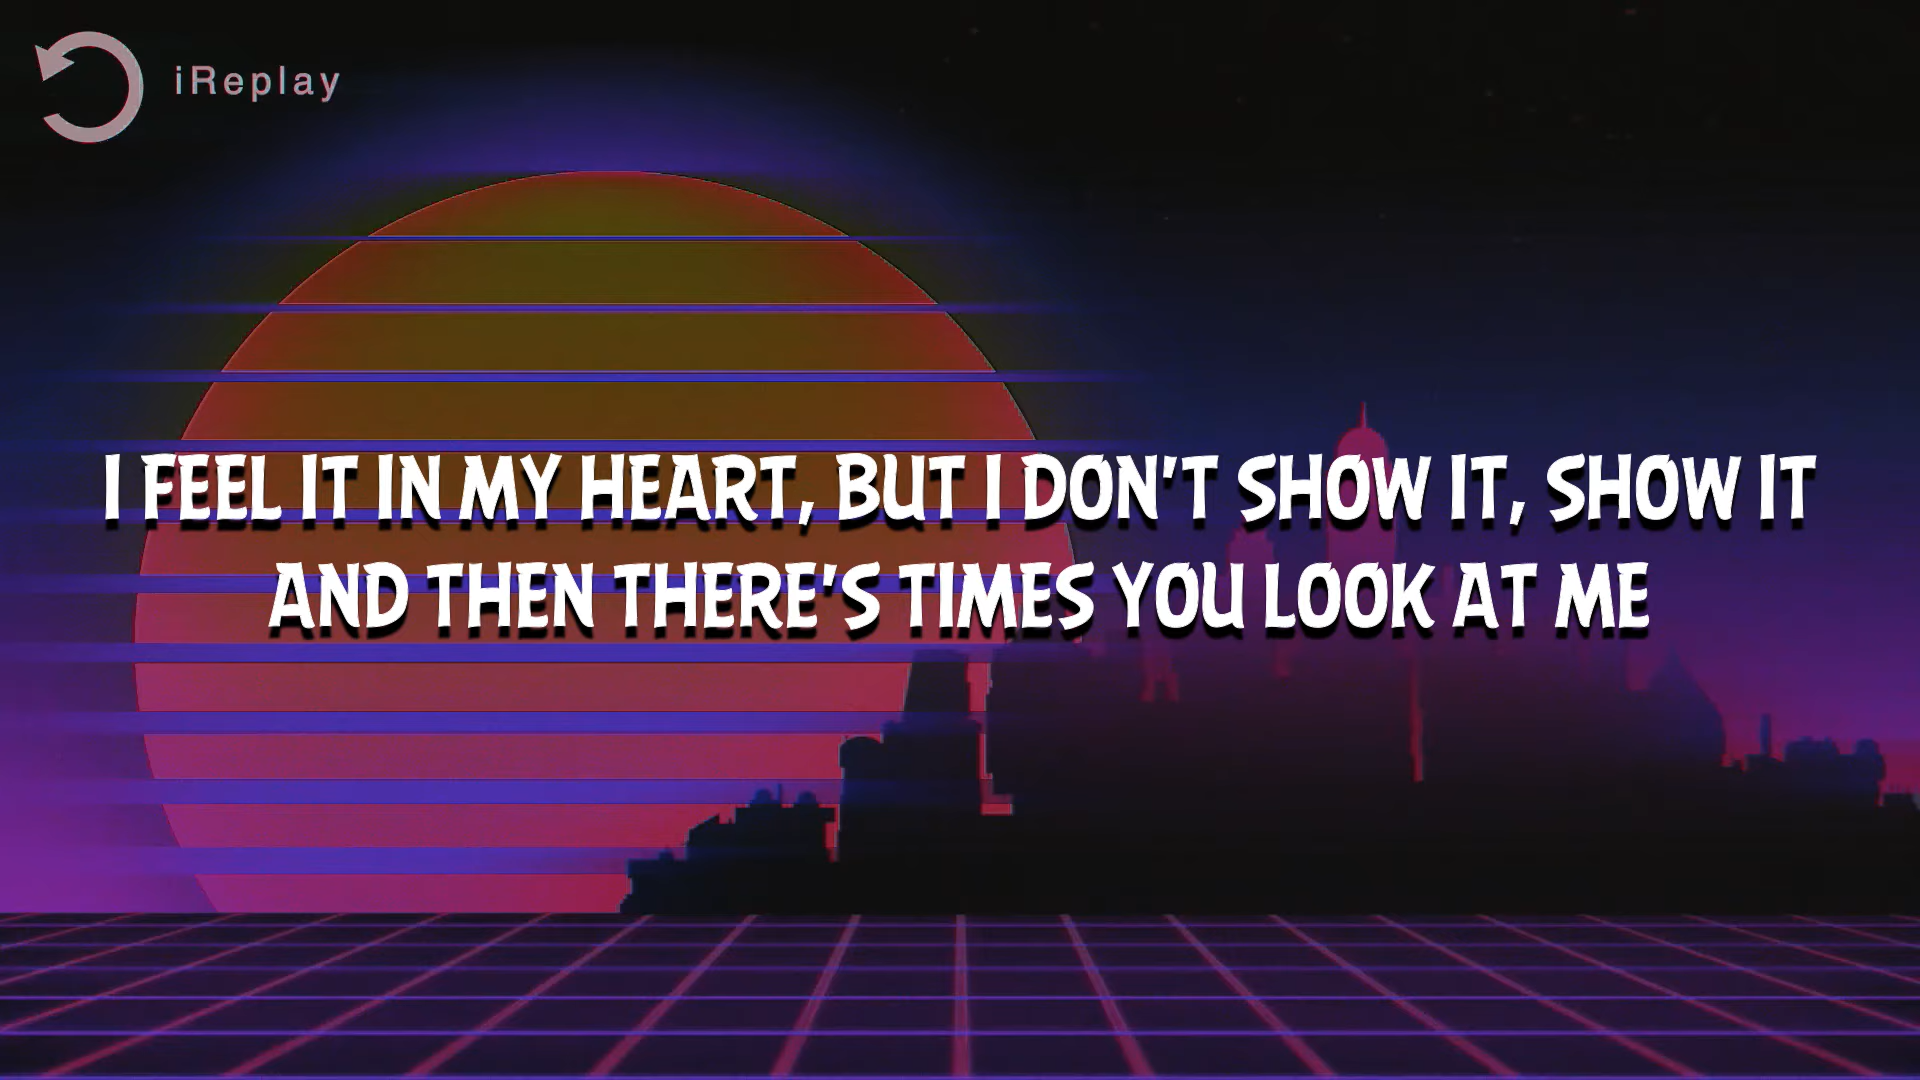 iReplay
I FEEL IT IN MY HEART, BUT I DON'T SHOW IT, SHOW IT
AND THEN THERE'S TIMES YOU LOOK AT ME